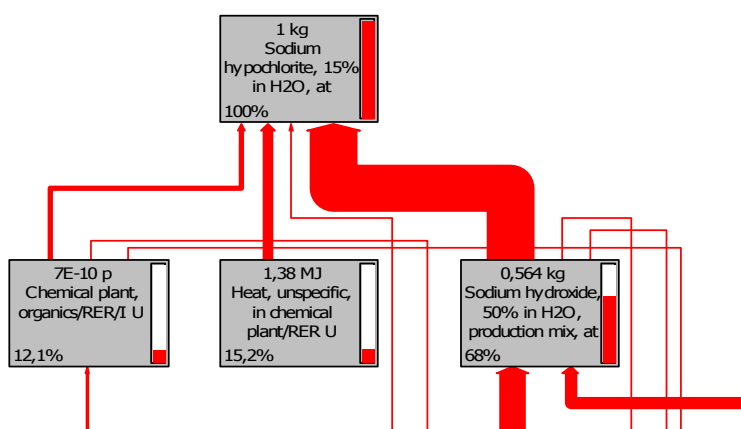 1 kg
Sodium
hypochlorite, 15%
in H2O, at
100%
7E-10 p
Chemical plant,
organics/RER/I U
12,1%
1,38 MJ
Heat, unspecific,
in chemical
plant/RER U
15,2%
0,564 kg
Sodium hydroxide,
50% in H2O,
production mix, at
68%